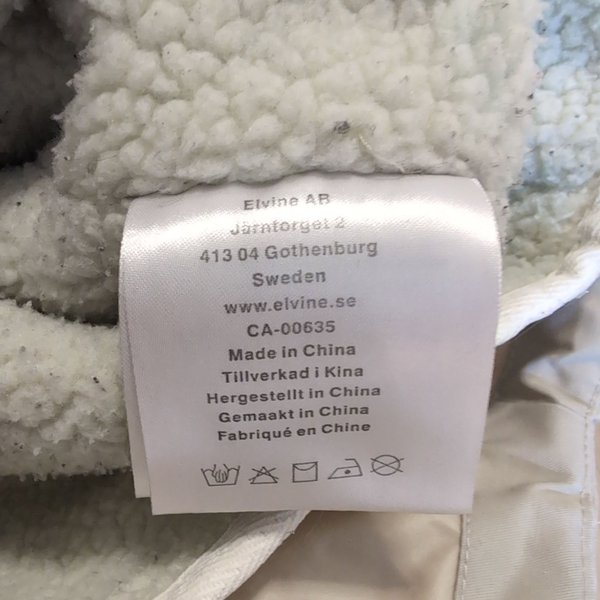 Elvine AB
Järntorget 2
413 04 Gothenburg
Sweden
www.elvine.se
CA-00635
Made in China
Tillverkad i Kina
Hergestellt in China
Gemaakt in China
Fabriqué en Chine